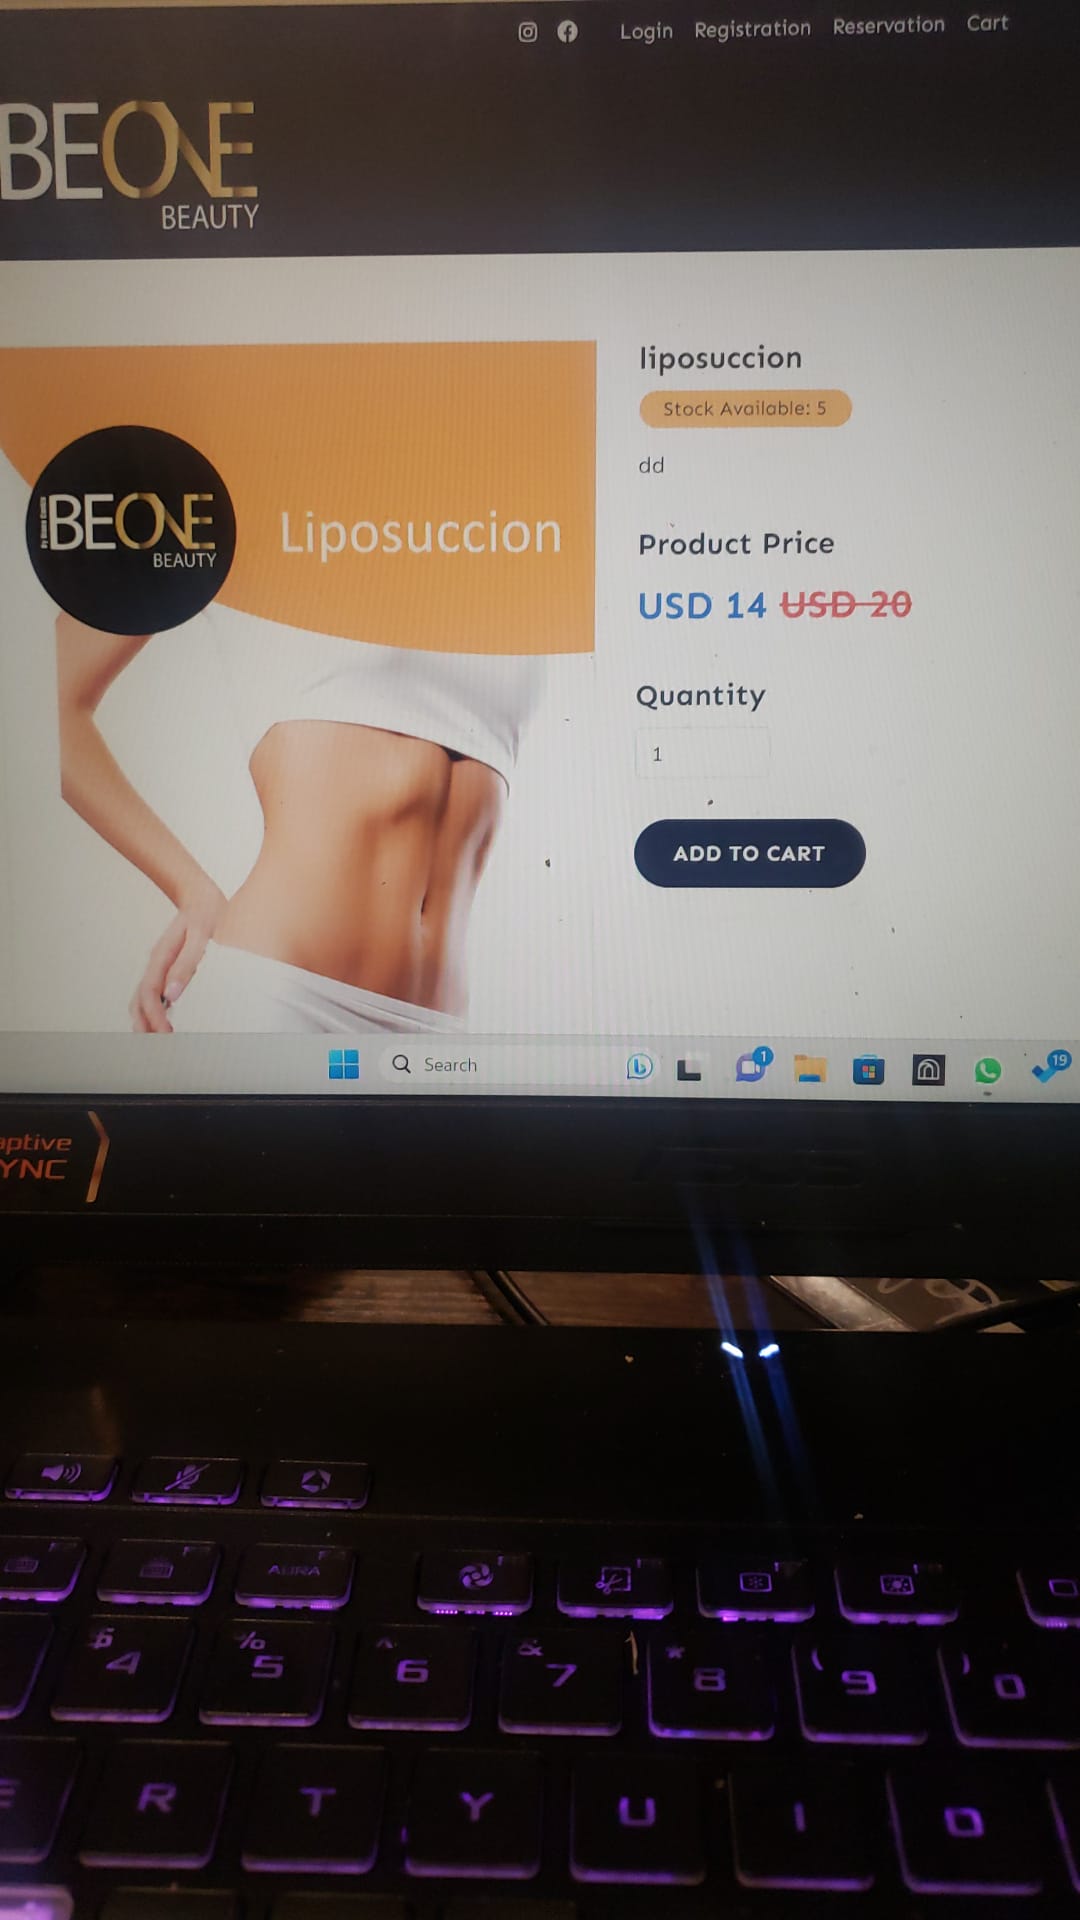 Login Registration Reservation Cart
BEONE
BEAUTY
liposuccion
Stock Available: 5
dd
Product Price
USD 14 USD 20
Quantity
1
ADD TO CART
BEONE
BEAUTY
Liposuccion
Search
1
19
aptive
YNC
AURA
$ 4
% 5
^ 6
& 7
* 8
( 9
) 0
E R T Y U I O